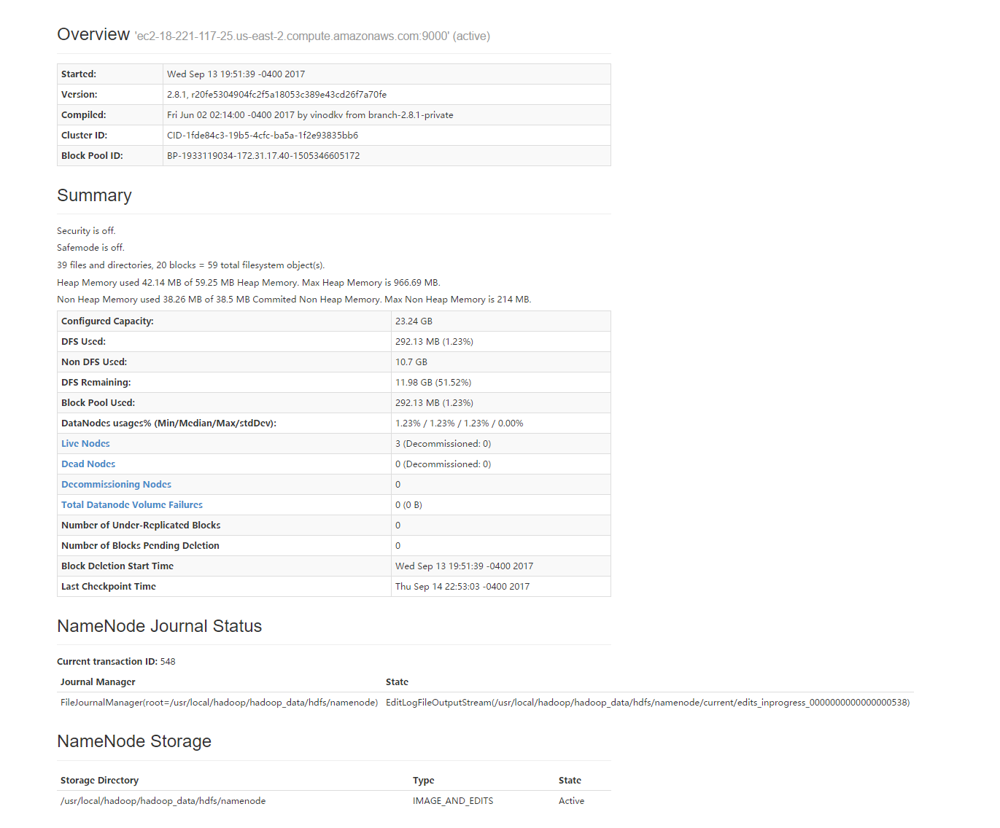 Overview 'ec2-18-221-117-25.us-east-2.compute.amazonaws.com:9000' (active)
Started: Wed Sep 13 19:51:39 -0400 2017
Version: 2.8.1, r20fe5304904fc2f5a18053c389e43cd26f7a70fe
Compiled: Fri Jun 02 02:14:00 -0400 2017 by vinodkv from branch-2.8.1-private
Cluster ID: CID-1fde84c3-19b5-4cfc-ba5a-1f2e93835bb6
Block Pool ID: BP-1933119034-172.31.17.40-1505346605172
Summary
Security is off.
Safemode is off.
39 files and directories, 20 blocks = 59 total filesystem object(s).
Heap Memory used 42.14 MB of 59.25 MB Heap Memory. Max Heap Memory is 966.69 MB.
Non Heap Memory used 38.26 MB of 38.5 MB Commited Non Heap Memory. Max Non Heap Memory is 214 MB.
Configured Capacity: 23.24 GB
DFS Used: 292.13 MB (1.23%)
Non DFS Used: 10.7 GB
DFS Remaining: 11.98 GB (51.52%)
Block Pool Used: 292.13 MB (1.23%)
DataNodes usages% (Min/Median/Max/stdDev): 1.23% / 1.23% / 1.23% / 0.00%
Live Nodes 3 (Decommissioned: 0)
Dead Nodes 0 (Decommissioned: 0)
Decommissioning Nodes 0
Total Datanode Volume Failures 0 (0 B)
Number of Under-Replicated Blocks 0
Number of Blocks Pending Deletion 0
Block Deletion Start Time Wed Sep 13 19:51:39 -0400 2017
Last Checkpoint Time Thu Sep 14 22:53:03 -0400 2017
NameNode Journal Status
Current transaction ID: 548
Journal Manager State
FileJournalManager(root=/usr/local/hadoop/hadoop_data/hdfs/namenode) EditLogFileOutputStream(/usr/local/hadoop/hadoop_data/hdfs/namenode/current/edits_inprogress_0000000000000000538)
NameNode Storage
Storage Directory Type State
/usr/local/hadoop/hadoop_data/hdfs/namenode IMAGE_AND_EDITS Active